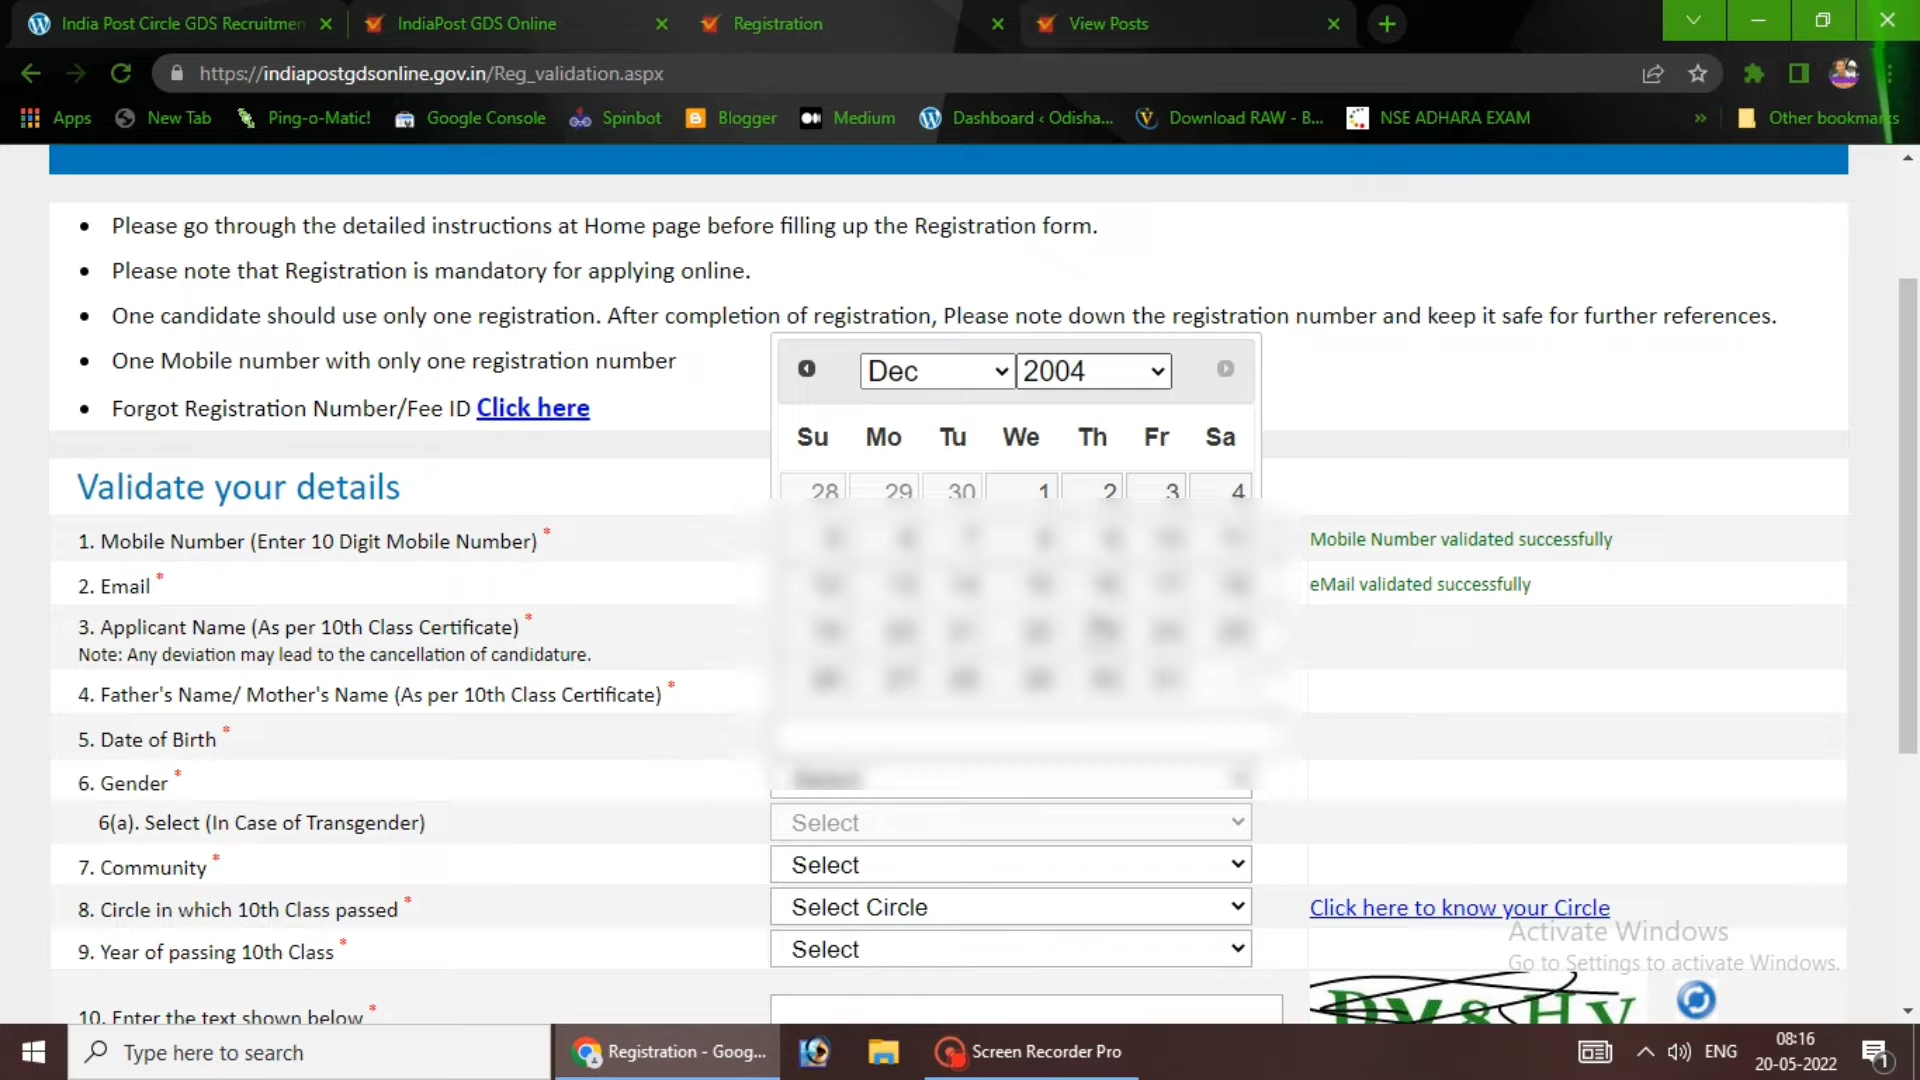 India Post Circle GDS Recruitmen
IndiaPost GDS Online
Registration
View Posts
https://indiapostgdsonline.gov.in/Reg_validation.aspx
Apps
New Tab
Ping-o-Matic!
Google Console
Spinbot
Blogger
Medium
Dashboard ‹ Odisha...
Download RAW - B...
NSE ADHARA EXAM
»
Other bookmarks
• Please go through the detailed instructions at Home page before filling up the Registration form.
• Please note that Registration is mandatory for applying online.
• One candidate should use only one registration. After completion of registration, Please note down the registration number and keep it safe for further references.
• One Mobile number with only one registration number
• Forgot Registration Number/Fee ID Click here
Dec 2004
Su Mo Tu We Th Fr Sa
28 29 30 1 2 3 4
Validate your details
1. Mobile Number (Enter 10 Digit Mobile Number) *
Mobile Number validated successfully
2. Email *
eMail validated successfully
3. Applicant Name (As per 10th Class Certificate) *
Note: Any deviation may lead to the cancellation of candidature.
4. Father's Name/ Mother's Name (As per 10th Class Certificate) *
5. Date of Birth *
6. Gender *
6(a). Select (In Case of Transgender)
Select
7. Community *
Select
8. Circle in which 10th Class passed *
Select Circle
Click here to know your Circle
9. Year of passing 10th Class *
Select
Activate Windows
Go to Settings to activate Windows.
10. Enter the text shown below *
Type here to search
Registration - Goog...
Screen Recorder Pro
ENG
08:16
20-05-2022
1